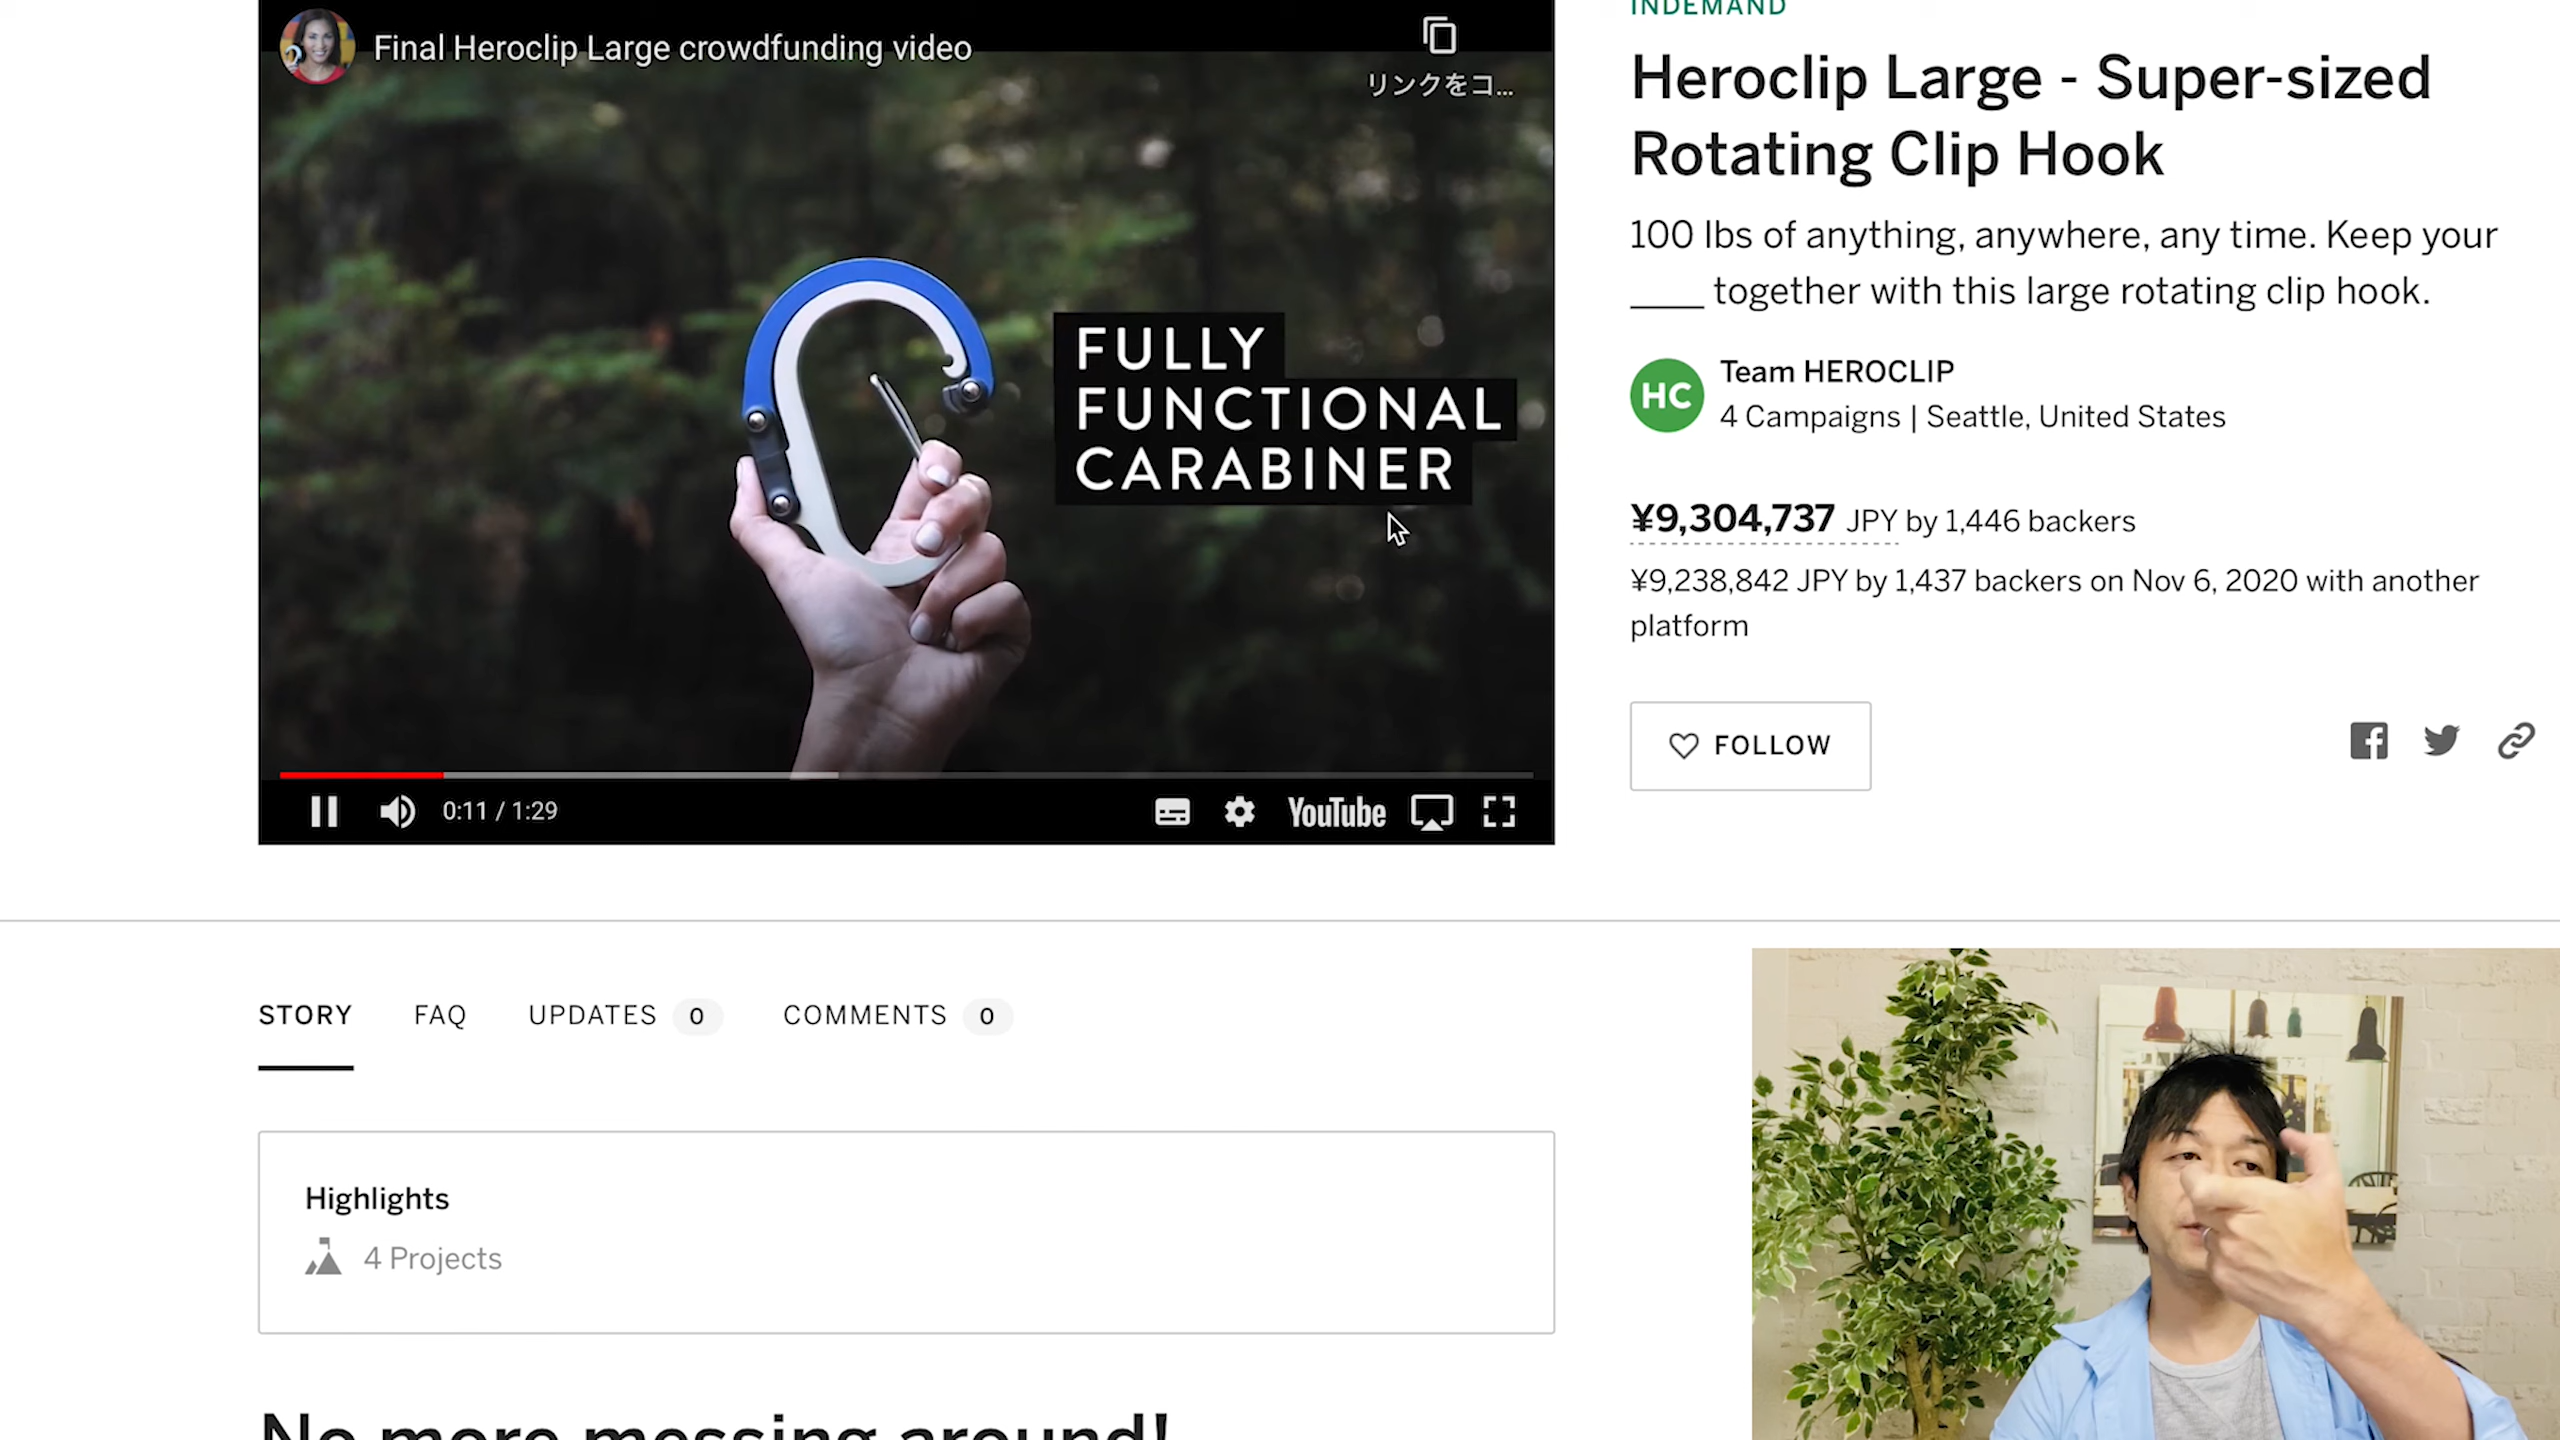 Final Heroclip Large crowdfunding video
リンクをコ...
FULLY
FUNCTIONAL
CARABINER
0:11 / 1:29
YouTube
INDEMAND
Heroclip Large - Super-sized
Rotating Clip Hook
100 lbs of anything, anywhere, any time. Keep your
____ together with this large rotating clip hook.
HC
Team HEROCLIP
4 Campaigns | Seattle, United States
¥9,304,737 JPY by 1,446 backers
¥9,238,842 JPY by 1,437 backers on Nov 6, 2020 with another
platform
FOLLOW
STORY FAQ UPDATES 0 COMMENTS 0
Highlights
4 Projects
No more messing around!